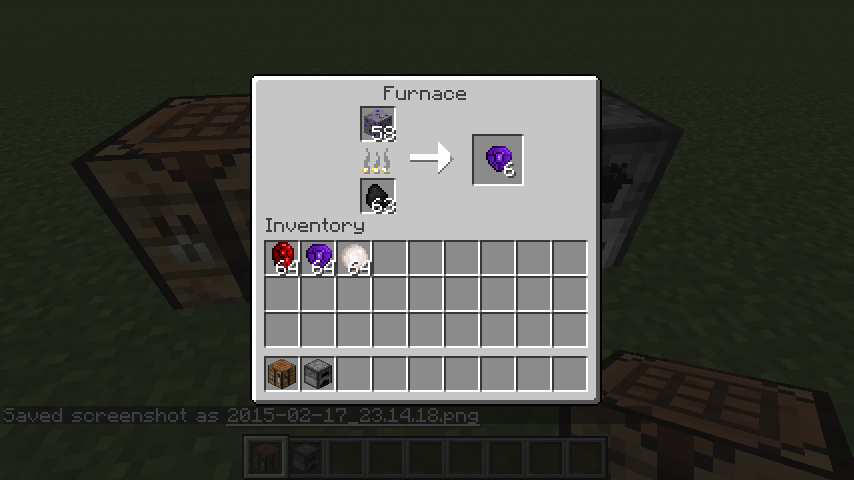 Furnace
58
6
63
Inventory
64 64 64
Saved screenshot as 2015-02-17_23.14.18.png